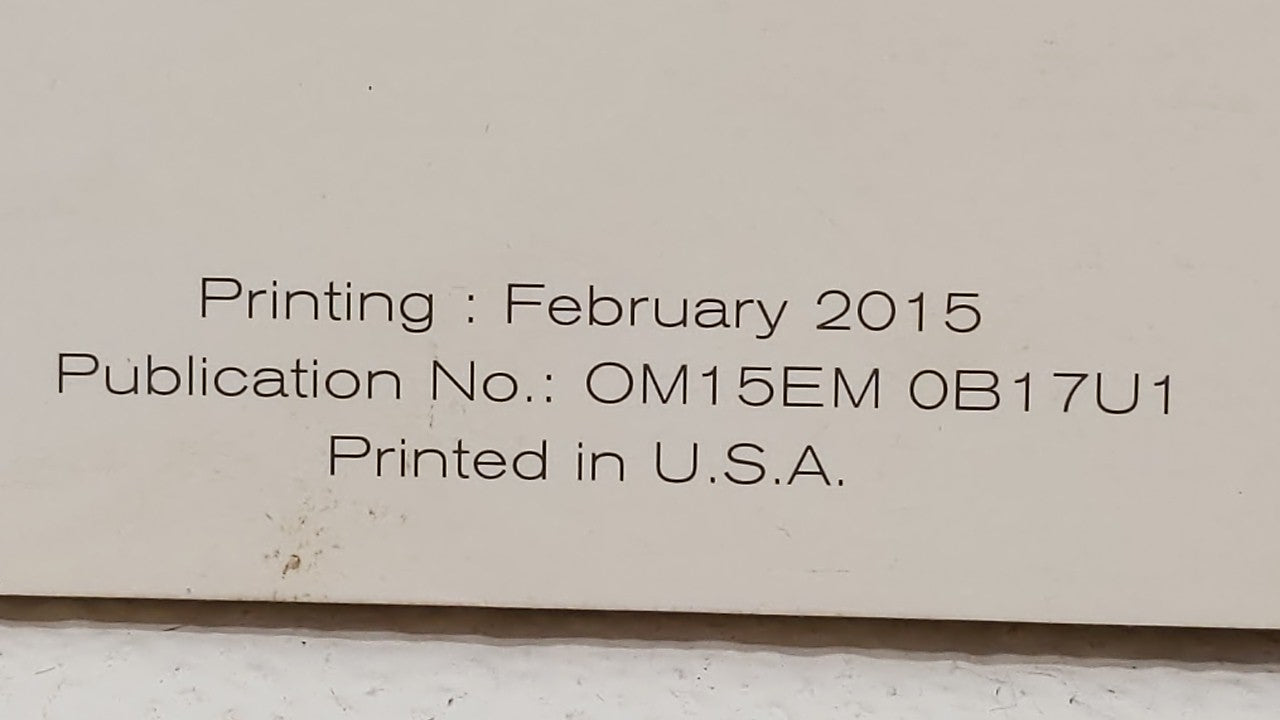 Printing : February 2015
Publication No.: OM15EM 0B17U1
Printed in U.S.A.